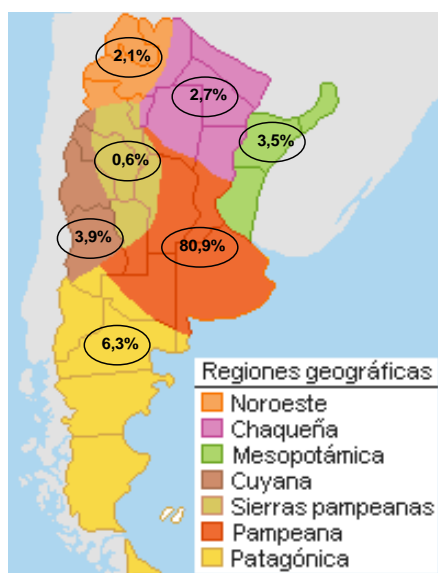 2,1%
2,7%
3,5%
0,6%
3,9%
80,9%
6,3%
Regiones geográficas
Noroeste
Chaqueña
Mesopotámica
Cuyana
Sierras pampeanas
Pampeana
Patagónica